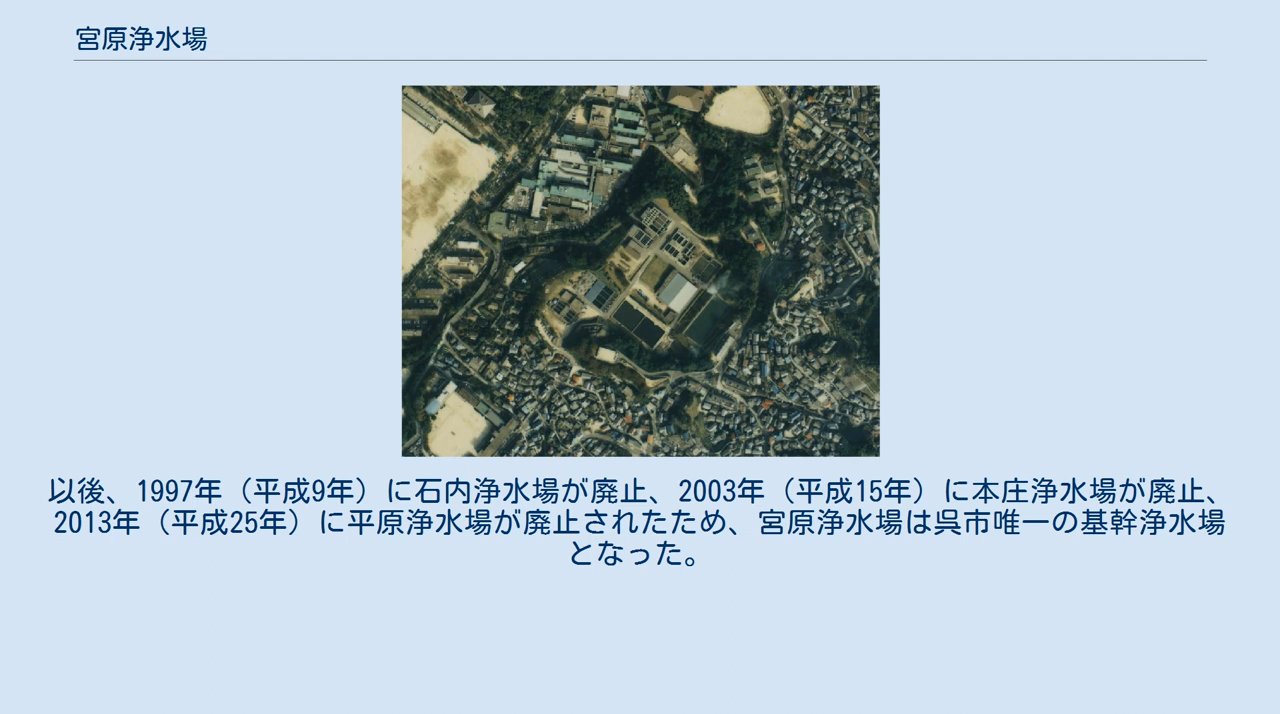 宮原浄水場
以後、1997年（平成9年）に石内浄水場が廃止、2003年（平成15年）に本庄浄水場が廃止、
2013年（平成25年）に平原浄水場が廃止されたため、宮原浄水場は呉市唯一の基幹浄水場
となった。